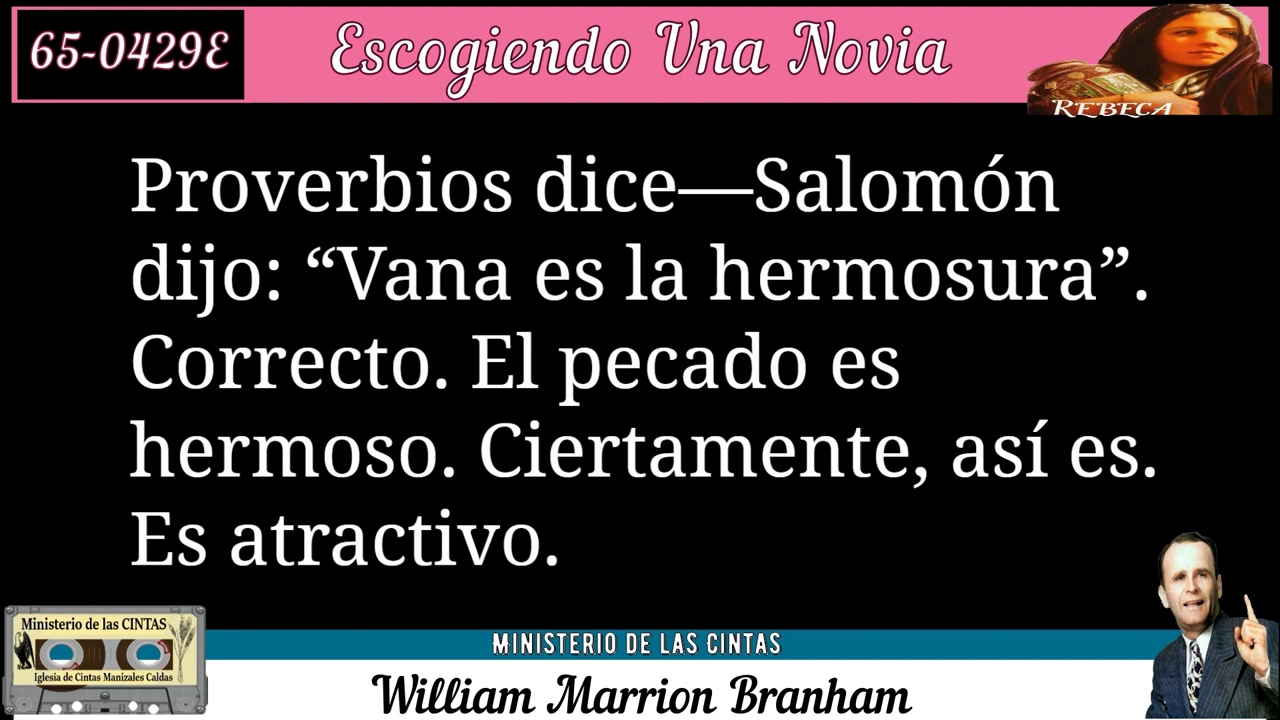 65-0429E
Escogiendo Una Novia
REBECA
Proverbios dice—Salomón
dijo: “Vana es la hermosura”.
Correcto. El pecado es
hermoso. Ciertamente, así es.
Es atractivo.
Ministerio de las CINTAS
Iglesia de Cintas Manizales Caldas
MINISTERIO DE LAS CINTAS
William Marrion Branham